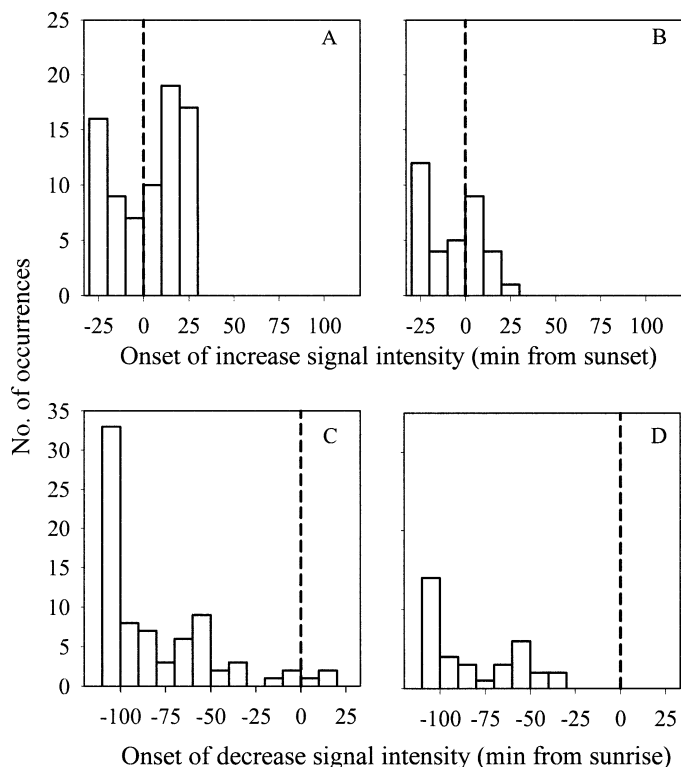 No. of occurrences
A
B
25
20
15
10
5
0
-25 0 25 50 75 100
-25 0 25 50 75 100
Onset of increase signal intensity (min from sunset)
C
D
35
30
25
20
15
10
5
0
-100 -75 -50 -25 0 25
-100 -75 -50 -25 0 25
Onset of decrease signal intensity (min from sunrise)